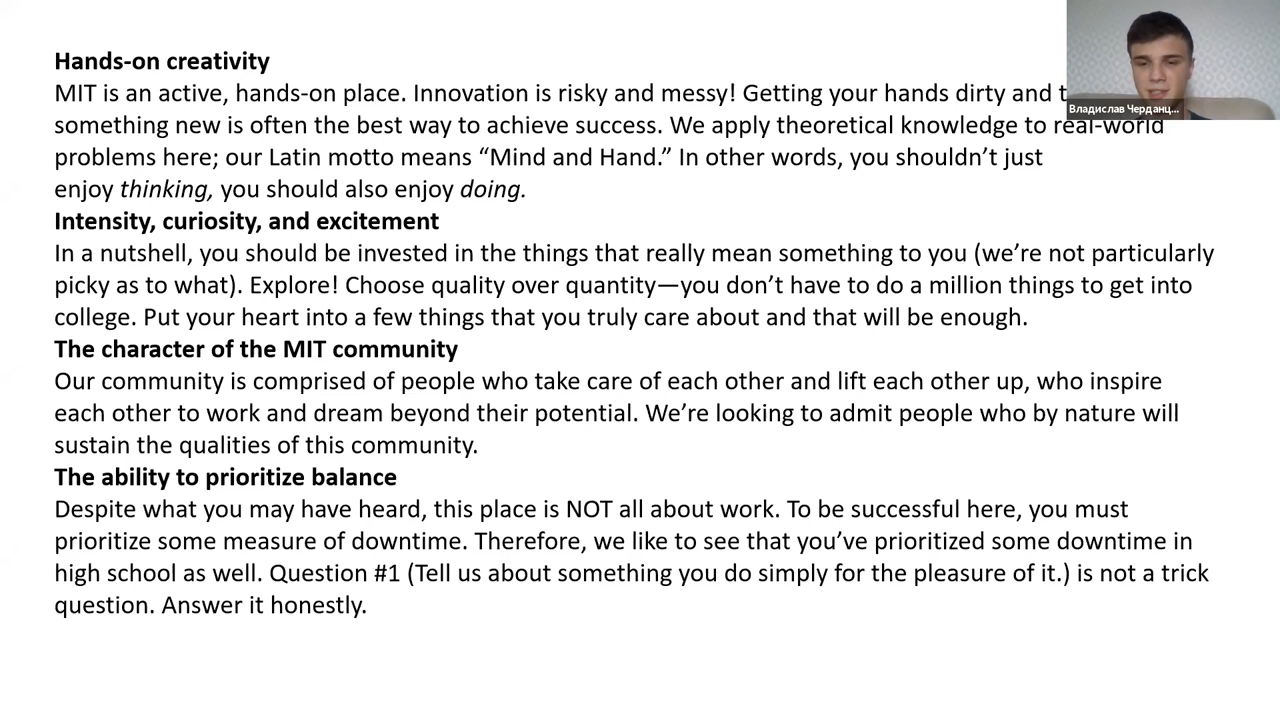 Hands-on creativity
MIT is an active, hands-on place. Innovation is risky and messy! Getting your hands dirty and
something new is often the best way to achieve success. We apply theoretical knowledge to real-world
problems here; our Latin motto means “Mind and Hand.” In other words, you shouldn’t just
enjoy thinking, you should also enjoy doing.
Intensity, curiosity, and excitement
In a nutshell, you should be invested in the things that really mean something to you (we’re not particularly
picky as to what). Explore! Choose quality over quantity—you don’t have to do a million things to get into
college. Put your heart into a few things that you truly care about and that will be enough.
The character of the MIT community
Our community is comprised of people who take care of each other and lift each other up, who inspire
each other to work and dream beyond their potential. We’re looking to admit people who by nature will
sustain the qualities of this community.
The ability to prioritize balance
Despite what you may have heard, this place is NOT all about work. To be successful here, you must
prioritize some measure of downtime. Therefore, we like to see that you’ve prioritized some downtime in
high school as well. Question #1 (Tell us about something you do simply for the pleasure of it.) is not a trick
question. Answer it honestly.
Владислав Черданц...